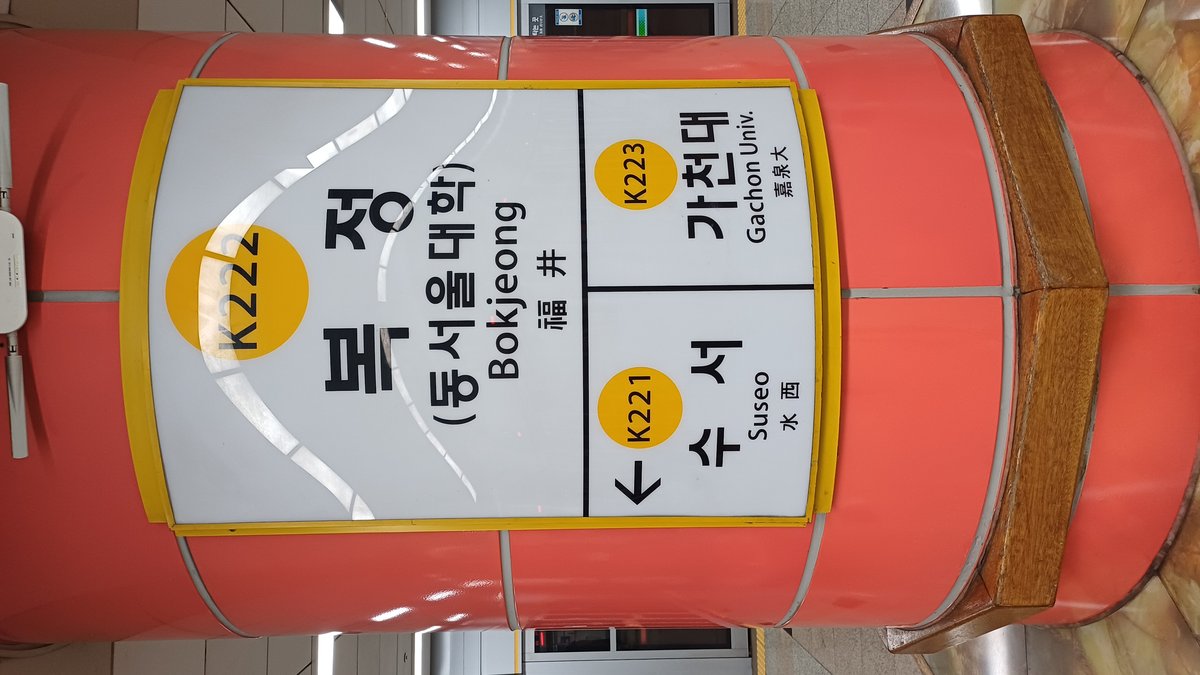 K222
복정
(동서울대학)
Bokjeong
福井
← K221
수서
Suseo
水西
K223
가천대
Gachon Univ.
嘉泉大